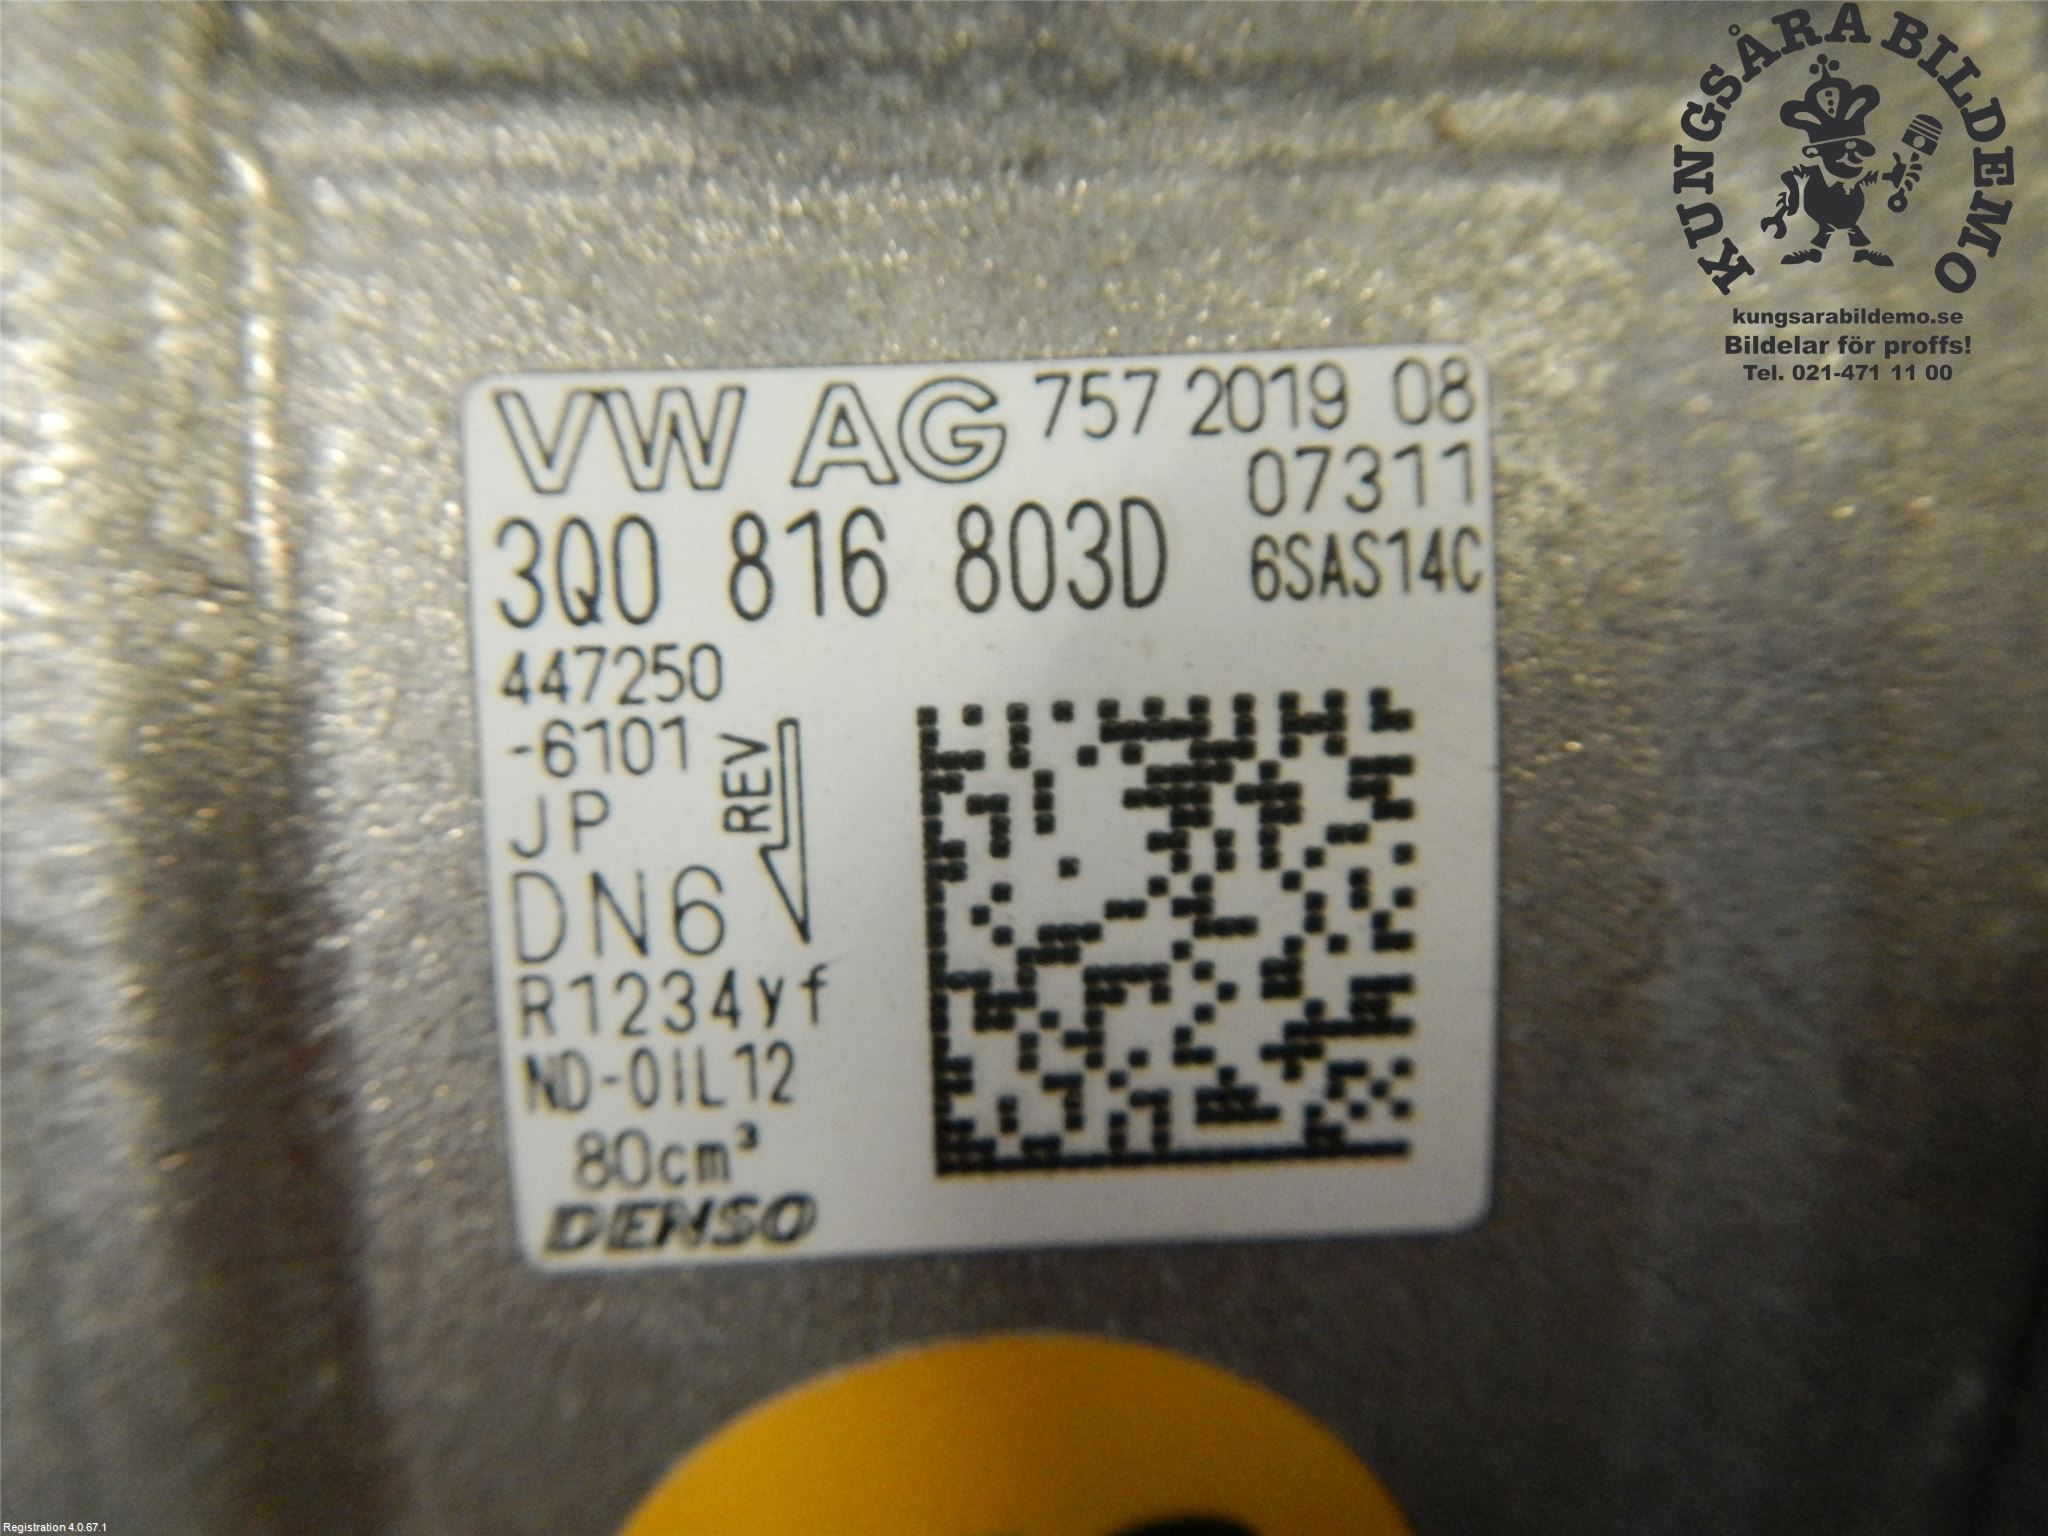 KUNGSÅRA BILDEMO
kungsarabildemo.se
Bildelar för proffs!
Tel. 021-471 11 00
VW AG 757 2019 08
07311
3Q0 816 803D 6SAS14C
447250
-6101
REV
JP
DN6
R1234yf
ND-OIL12
80cm³
DENSO
Registration 4.0.67.1